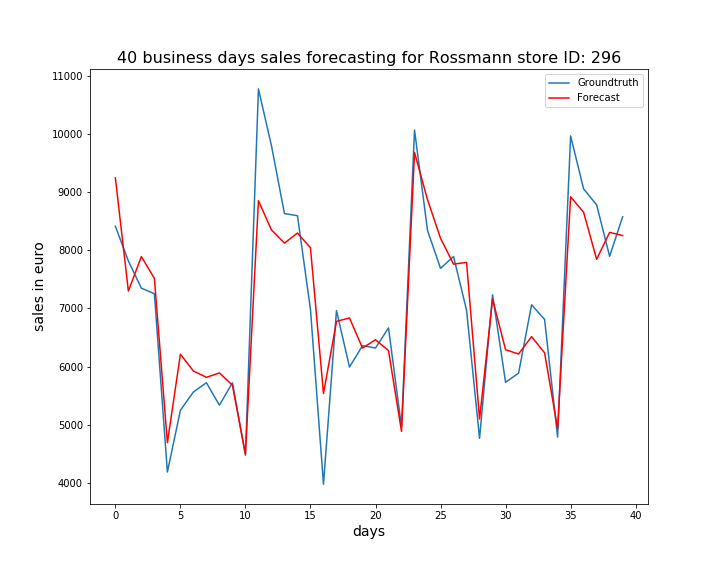 40 business days sales forecasting for Rossmann store ID: 296
Groundtruth
Forecast
11000
10000
9000
8000
7000
6000
5000
4000
sales in euro
0 5 10 15 20 25 30 35 40
days